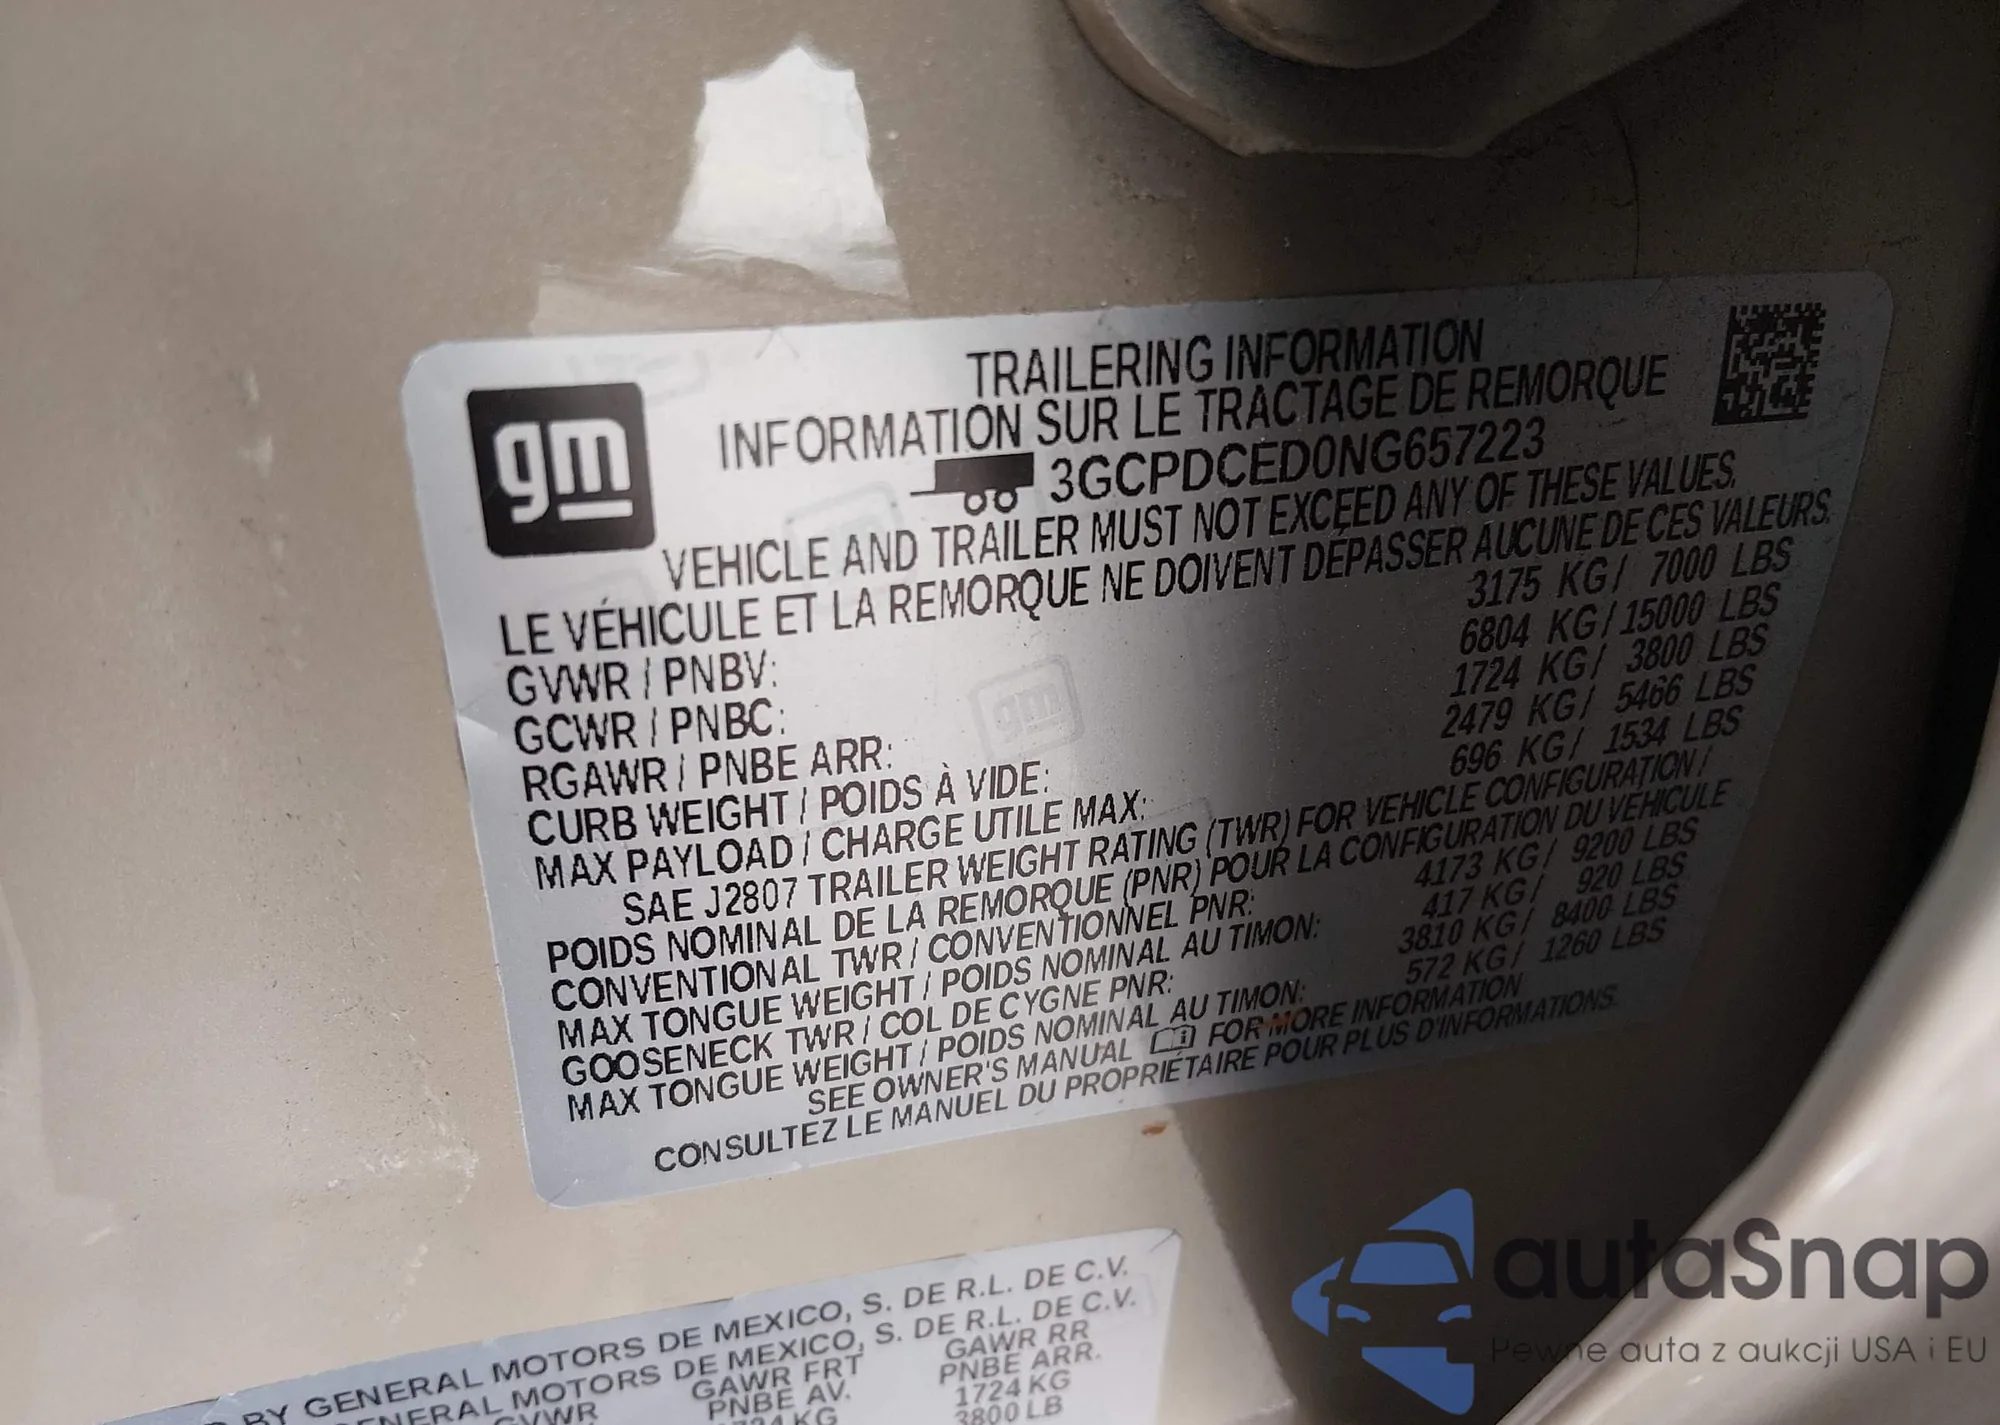 gm
TRAILERING INFORMATION
INFORMATION SUR LE TRACTAGE DE REMORQUE
3GCPDCED0NG657223
VEHICLE AND TRAILER MUST NOT EXCEED ANY OF THESE VALUES.
LE VÉHICULE ET LA REMORQUE NE DOIVENT DÉPASSER AUCUNE DE CES VALEURS.
GVWR / PNBV: 3175 KG/ 7000 LBS
GCWR / PNBC: 6804 KG/ 15000 LBS
RGAWR / PNBE ARR: 1724 KG/ 3800 LBS
CURB WEIGHT / POIDS À VIDE: 2479 KG/ 5466 LBS
MAX PAYLOAD / CHARGE UTILE MAX: 696 KG/ 1534 LBS
SAE J2807 TRAILER WEIGHT RATING (TWR) FOR VEHICLE CONFIGURATION /
POIDS NOMINAL DE LA REMORQUE (PNR) POUR LA CONFIGURATION DU VÉHICULE
CONVENTIONAL TWR / CONVENTIONNEL PNR: 4173 KG/ 9200 LBS
MAX TONGUE WEIGHT / POIDS NOMINAL AU TIMON: 417 KG/ 920 LBS
GOOSENECK TWR / COL DE CYGNE PNR: 3810 KG/ 8400 LBS
MAX TONGUE WEIGHT / POIDS NOMINAL AU TIMON: 572 KG/ 1260 LBS
SEE OWNER'S MANUAL FOR MORE INFORMATION
CONSULTEZ LE MANUEL DU PROPRIÉTAIRE POUR PLUS D'INFORMATIONS
BY GENERAL MOTORS DE MEXICO, S. DE R.L. DE C.V.
GENERAL MOTORS DE MEXICO, S. DE R.L. DE C.V.
GVWR GAWR FRT GAWR RR
PNBE AV. PNBE ARR.
KG 1724 KG
3800 LB
autaSnap
Pewne auta z aukcji USA i EU